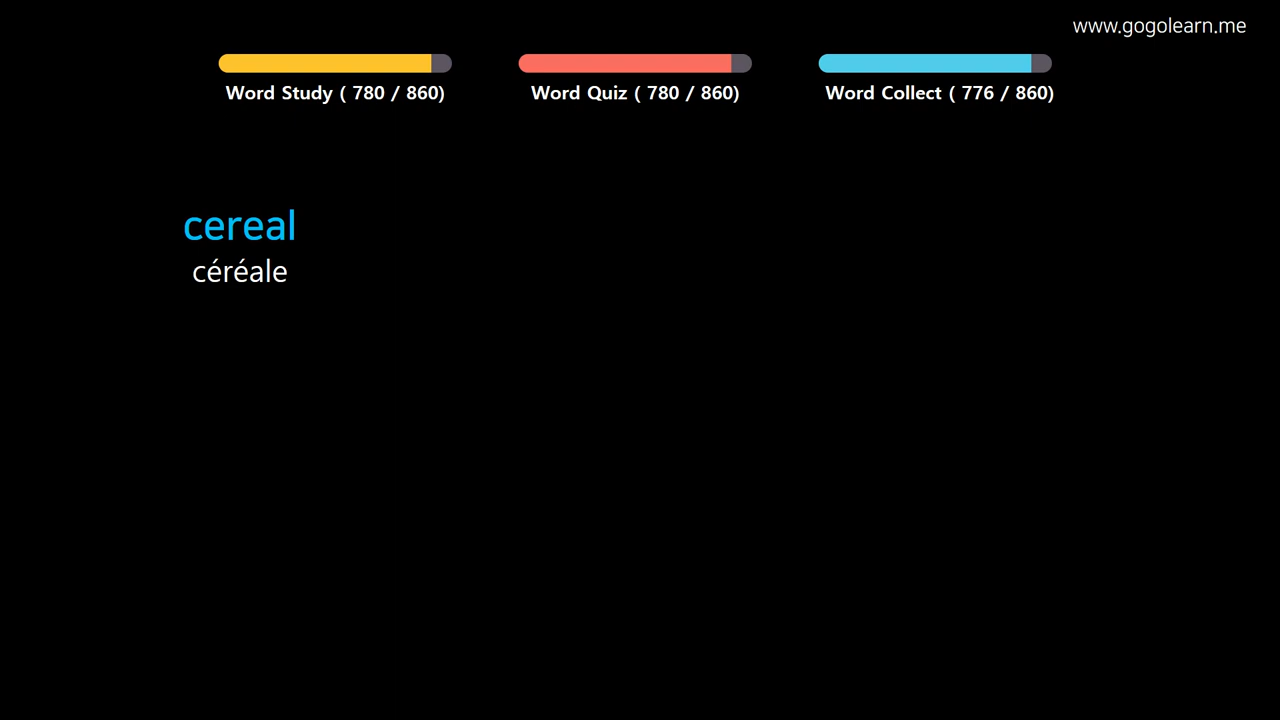 www.gogolearn.me
Word Study ( 780 / 860)
Word Quiz ( 780 / 860)
Word Collect ( 776 / 860)
cereal
céréale